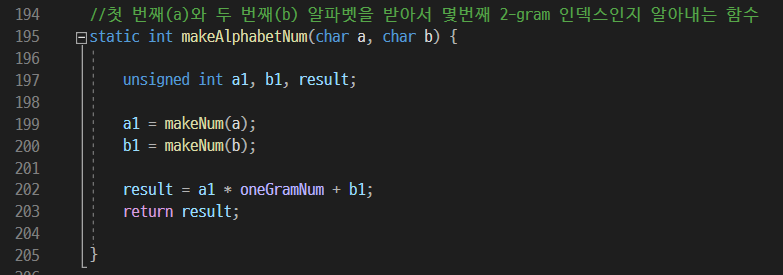 194 //첫 번째(a)와 두 번째(b) 알파벳을 받아서 몇번째 2-gram 인덱스인지 알아내는 함수
195 static int makeAlphabetNum(char a, char b) {
196
197 unsigned int a1, b1, result;
198
199 a1 = makeNum(a);
200 b1 = makeNum(b);
201
202 result = a1 * oneGramNum + b1;
203 return result;
204
205 }